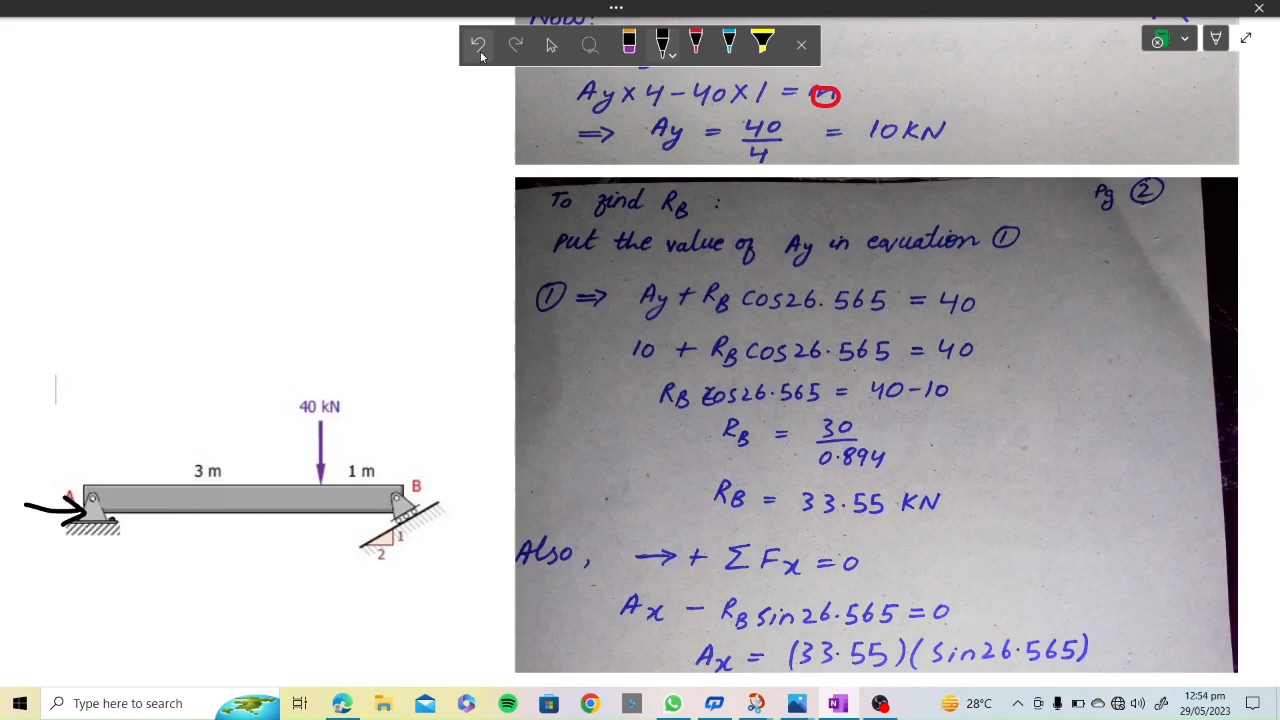 Now!
Ay × 4 - 40 × 1 =
⟹ Ay = 40/4 = 10KN
To find RB :
Pg ②
Put the value of Ay in equation ①
① ⟹ Ay + RB Cos26.565 = 40
10 + RB Cos26.565 = 40
RB Cos26.565 = 40-10
RB = 30/0.894
RB = 33.55 KN
Also, → + ΣFx = 0
Ax - RB Sin26.565 = 0
Ax = (33.55)(Sin26.565)
40 kN
3 m
1 m
A
B
1
2
Type here to search
28°C
12:54 pm
29/05/2023